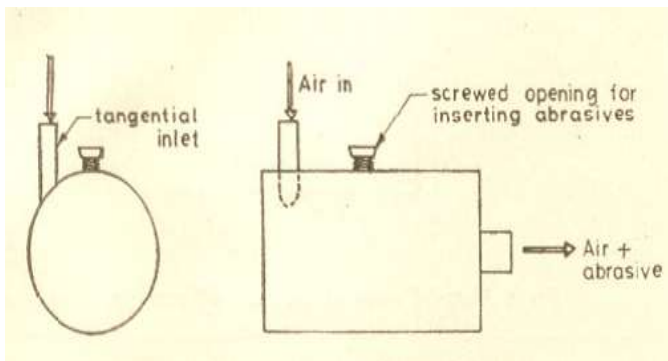 tangential
inlet
Air in
screwed opening for
inserting abrasives
Air +
abrasive